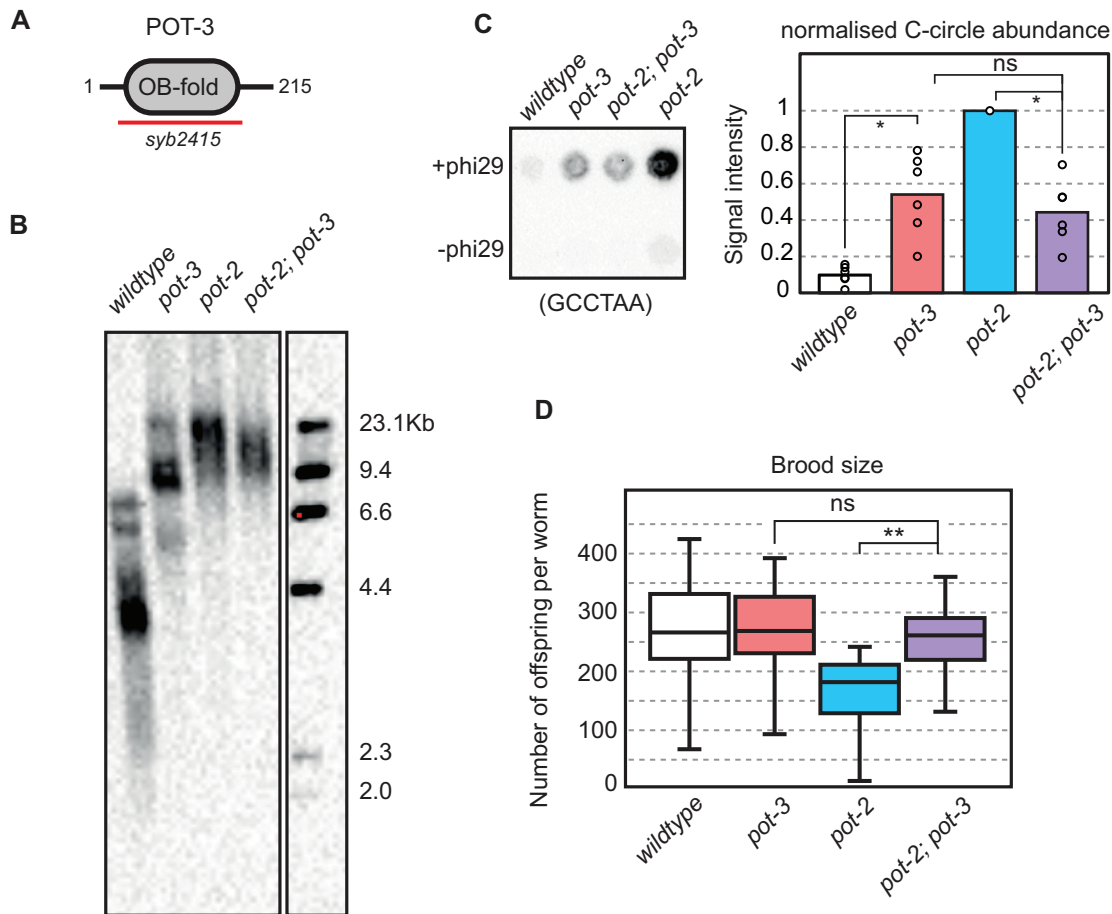 A
POT-3
1
OB-fold
215
syb2415
B
wildtype
pot-3
pot-2
pot-2; pot-3
23.1Kb
9.4
6.6
4.4
2.3
2.0
C
wildtype
pot-3
pot-2; pot-3
pot-2
+phi29
-phi29
(GCCTAA)
normalised C-circle abundance
Signal intensity
1
0.8
0.6
0.4
0.2
0
*
ns
*
wildtype
pot-3
pot-2
pot-2; pot-3
D
Brood size
Number of offspring per worm
400
300
200
100
0
ns
**
wildtype
pot-3
pot-2
pot-2; pot-3